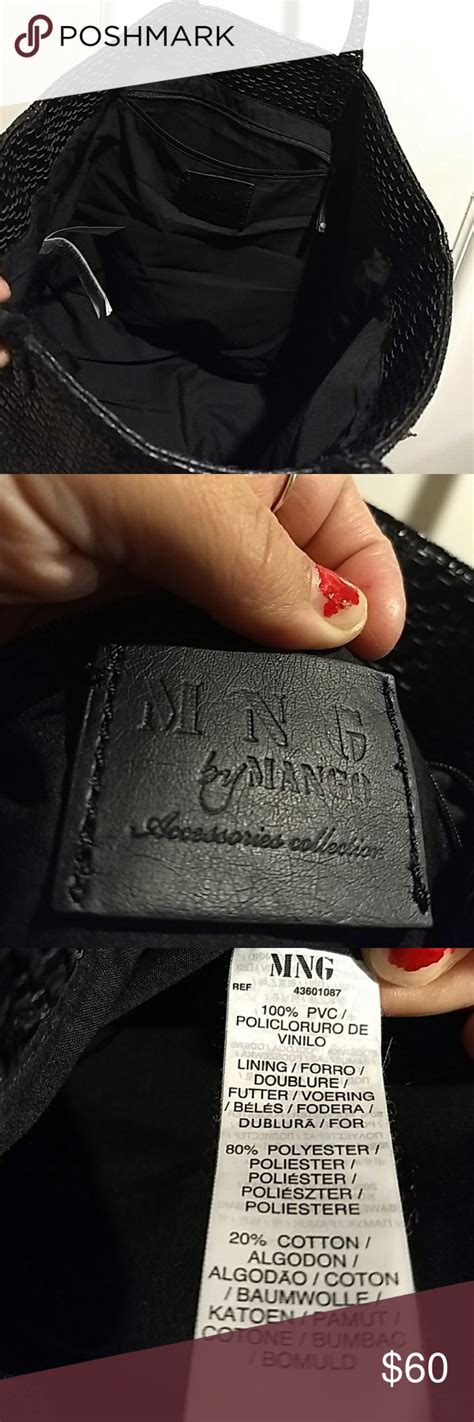 POSHMARK
M N G
by MANGO
Accessories collection
MNG
REF 43601087
100% PVC /
POLICLORURO DE
VINILO
LINING / FORRO /
DOUBLURE /
FUTTER / VOERING
/ BÉLÉS / FODERA /
DUBLURĂ / FOR
80% POLYESTER /
POLIESTER /
POLIÉSTER /
POLIÉSZTER /
POLIESTERE
20% COTTON /
ALGODON /
ALGODÃO / COTON
/ BAUMWOLLE /
KATOEN / PAMUT /
COTONE / BUMBAC
/ BOMULD
$60